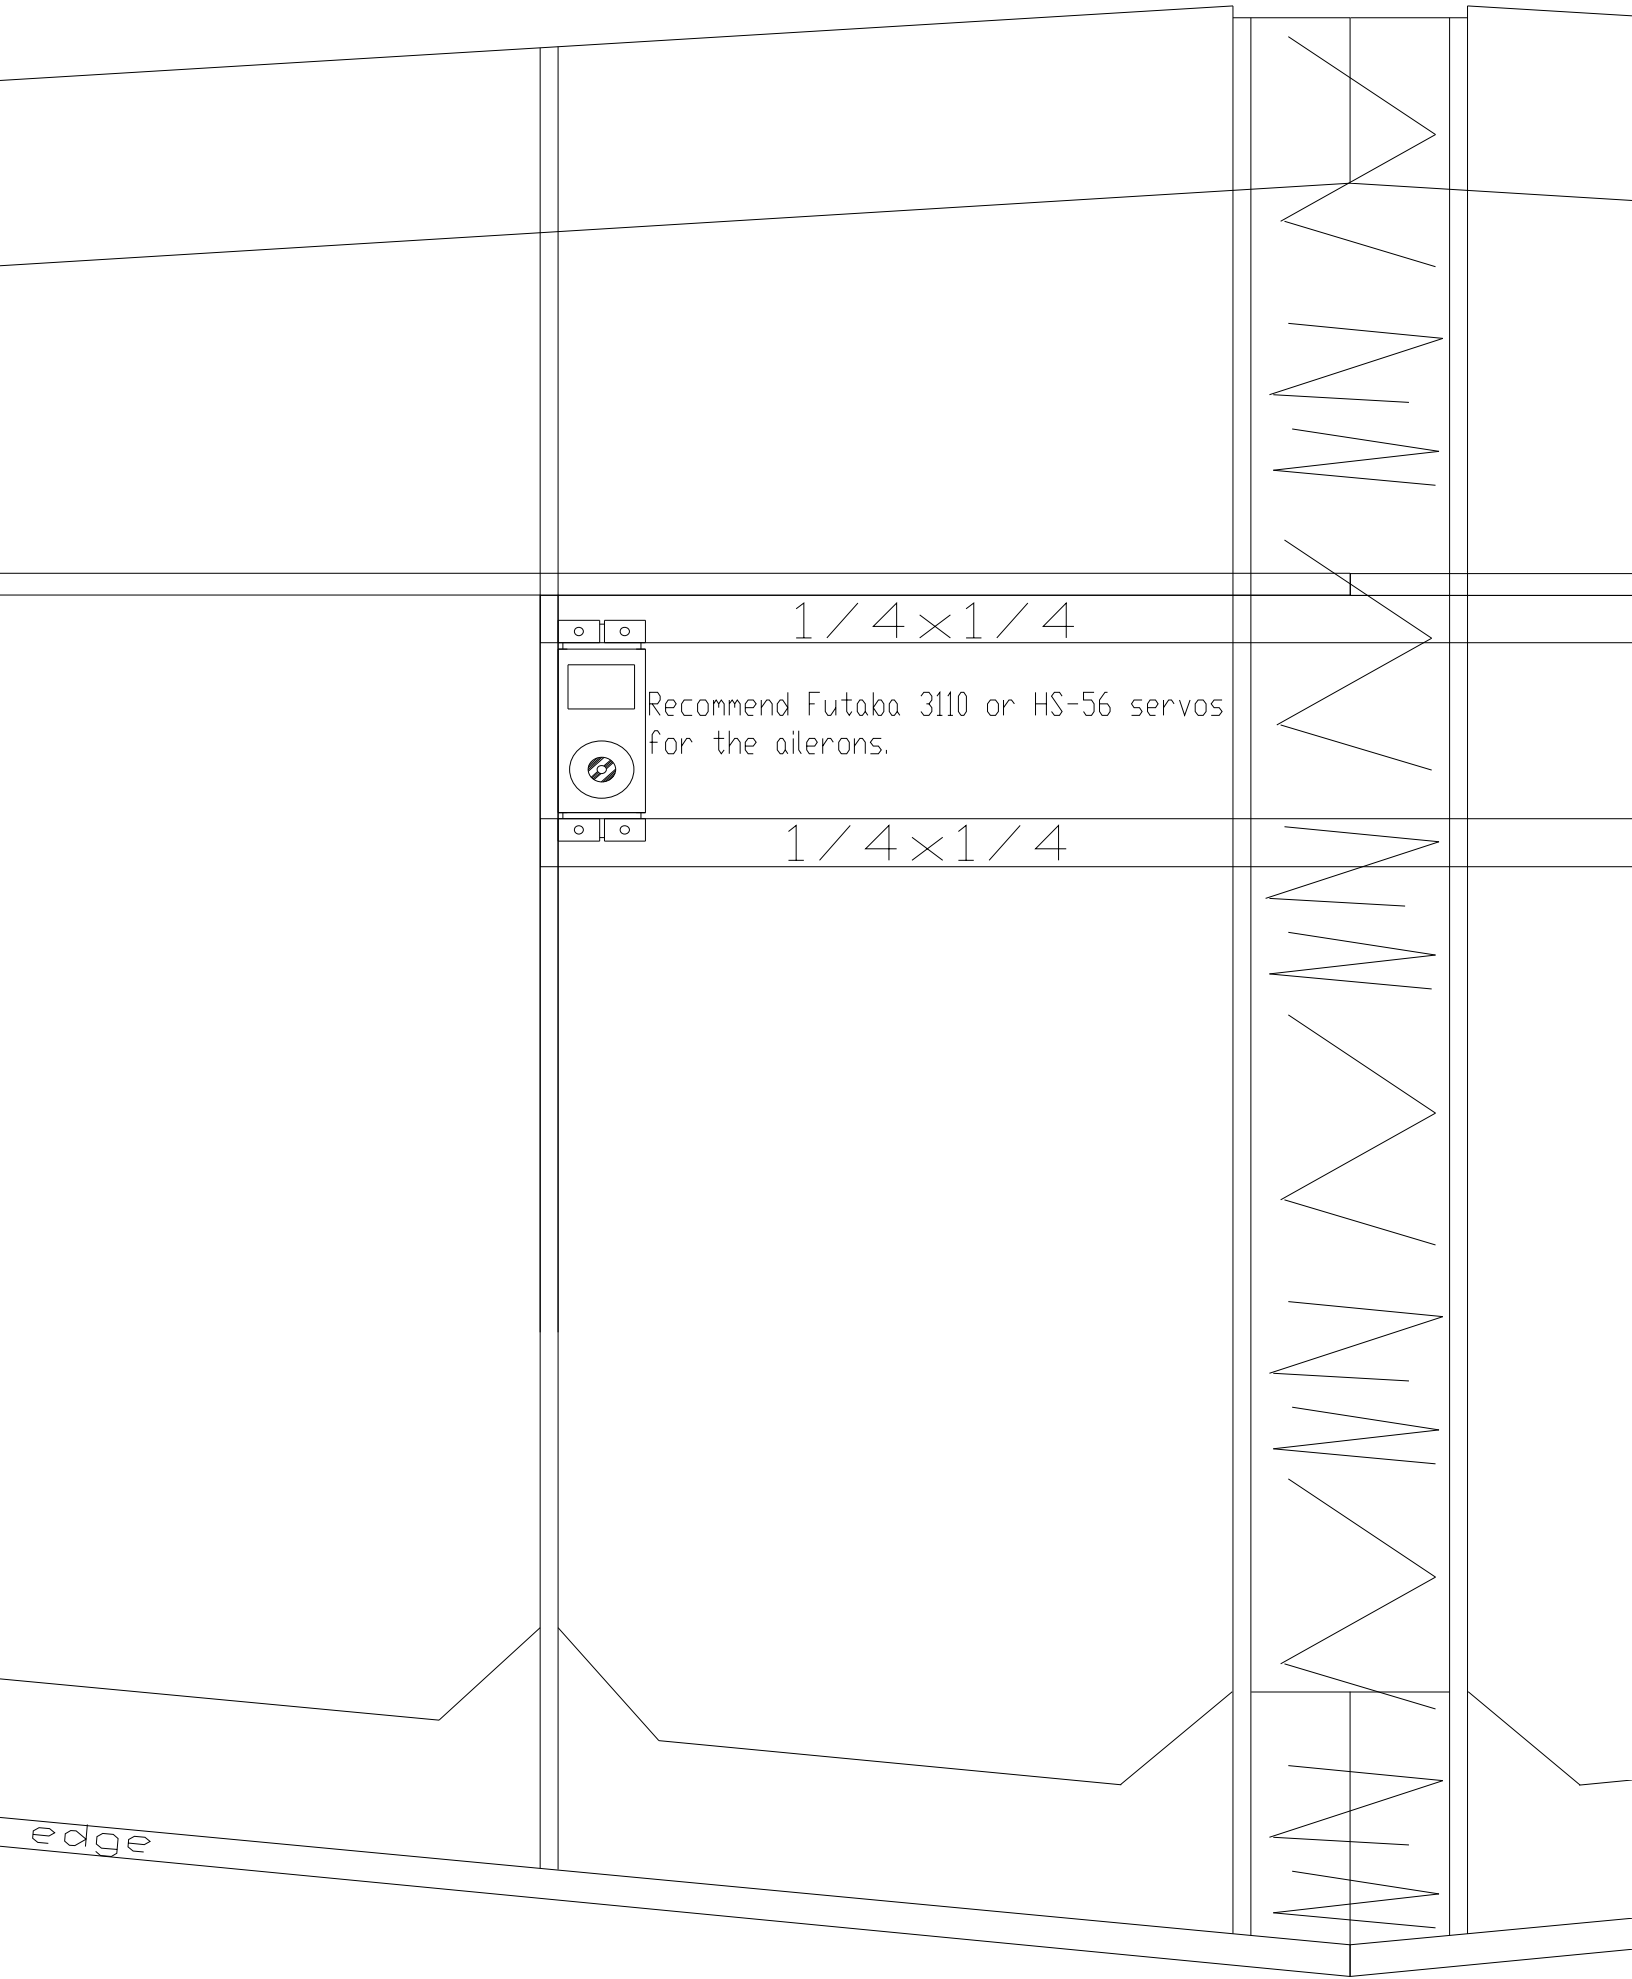 1/4x1/4
Recommend Futaba 3110 or HS-56 servos
for the ailerons.
1/4x1/4
edge